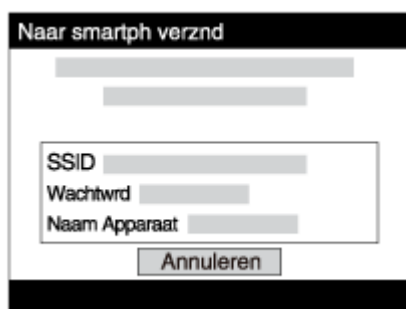 Naar smartph verznd
SSID
Wachtwrd
Naam Apparaat
Annuleren